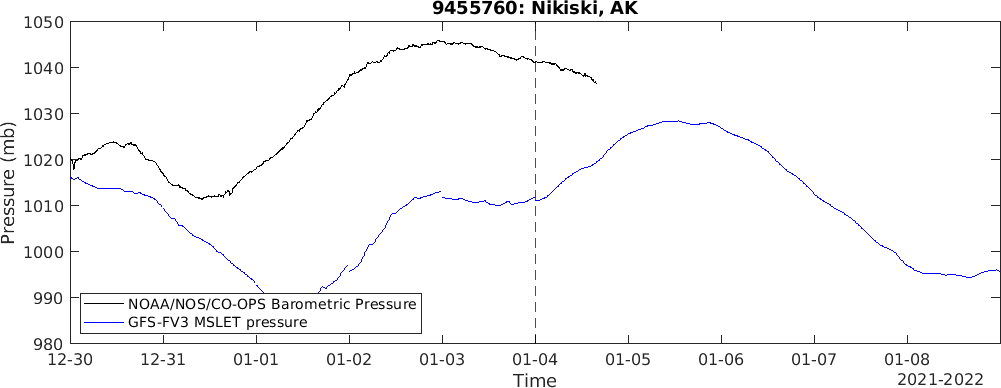 9455760: Nikiski, AK
Pressure (mb)
1050
1040
1030
1020
1010
1000
990
980
NOAA/NOS/CO-OPS Barometric Pressure
GFS-FV3 MSLET pressure
12-30 12-31 01-01 01-02 01-03 01-04 01-05 01-06 01-07 01-08
Time
2021-2022